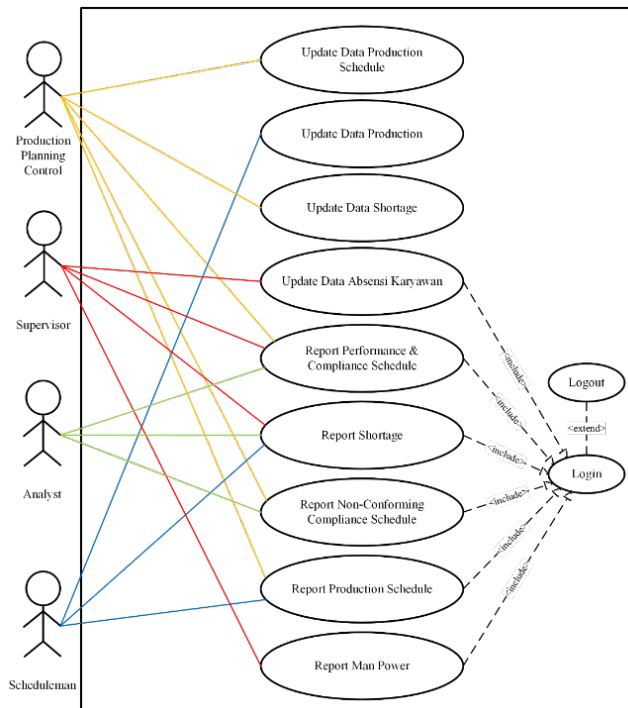 Production
Planning
Control
Supervisor
Analyst
Scheduleman
Update Data Production
Schedule
Update Data Production
Update Data Shortage
Update Data Absensi Karyawan
Report Performance &
Compliance Schedule
Report Shortage
Report Non-Conforming
Compliance Schedule
Report Production Schedule
Report Man Power
<include>
<include>
<include>
<include>
<include>
<include>
Logout
<extend>
Login